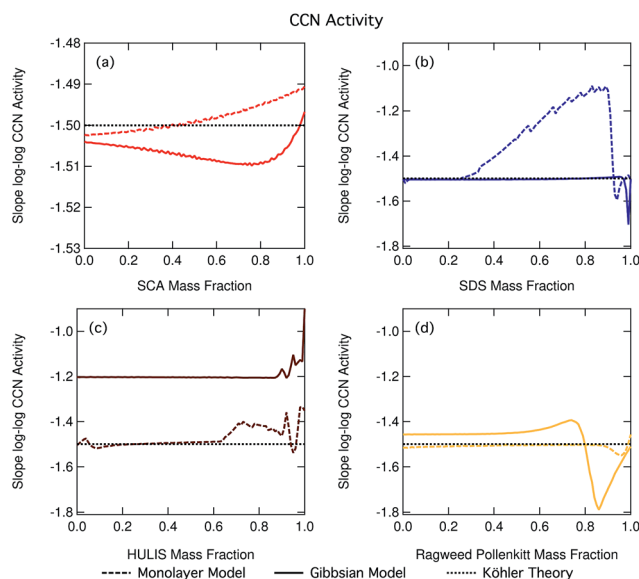 CCN Activity
-1.48
-1.49
-1.50
-1.51
-1.52
-1.53
Slope log-log CCN Activity
(a)
0.0 0.2 0.4 0.6 0.8 1.0
SCA Mass Fraction
-1.0
-1.2
-1.4
-1.6
-1.8
Slope log-log CCN Activity
(b)
0.0 0.2 0.4 0.6 0.8 1.0
SDS Mass Fraction
-1.0
-1.2
-1.4
-1.6
-1.8
Slope log-log CCN Activity
(c)
0.0 0.2 0.4 0.6 0.8 1.0
HULIS Mass Fraction
-1.0
-1.2
-1.4
-1.6
-1.8
Slope log-log CCN Activity
(d)
0.0 0.2 0.4 0.6 0.8 1.0
Ragweed Pollenkitt Mass Fraction
Monolayer Model Gibbsian Model Köhler Theory